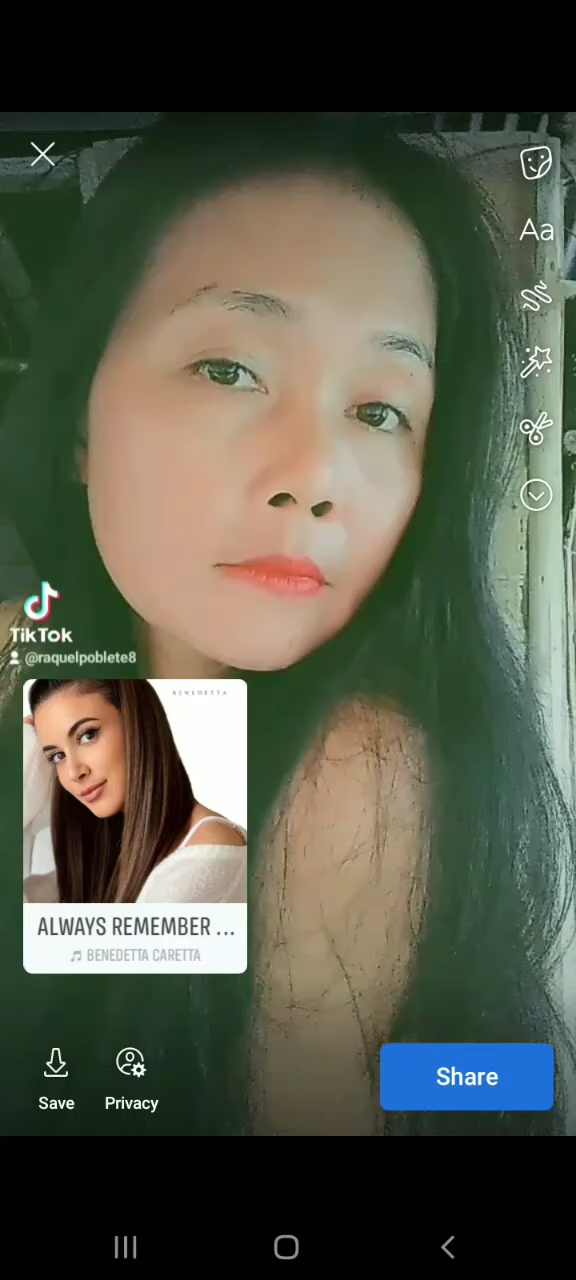 Aa
TikTok
@raquelpoblete8
BENEDETTA
ALWAYS REMEMBER ...
BENEDETTA CARETTA
Save
Privacy
Share